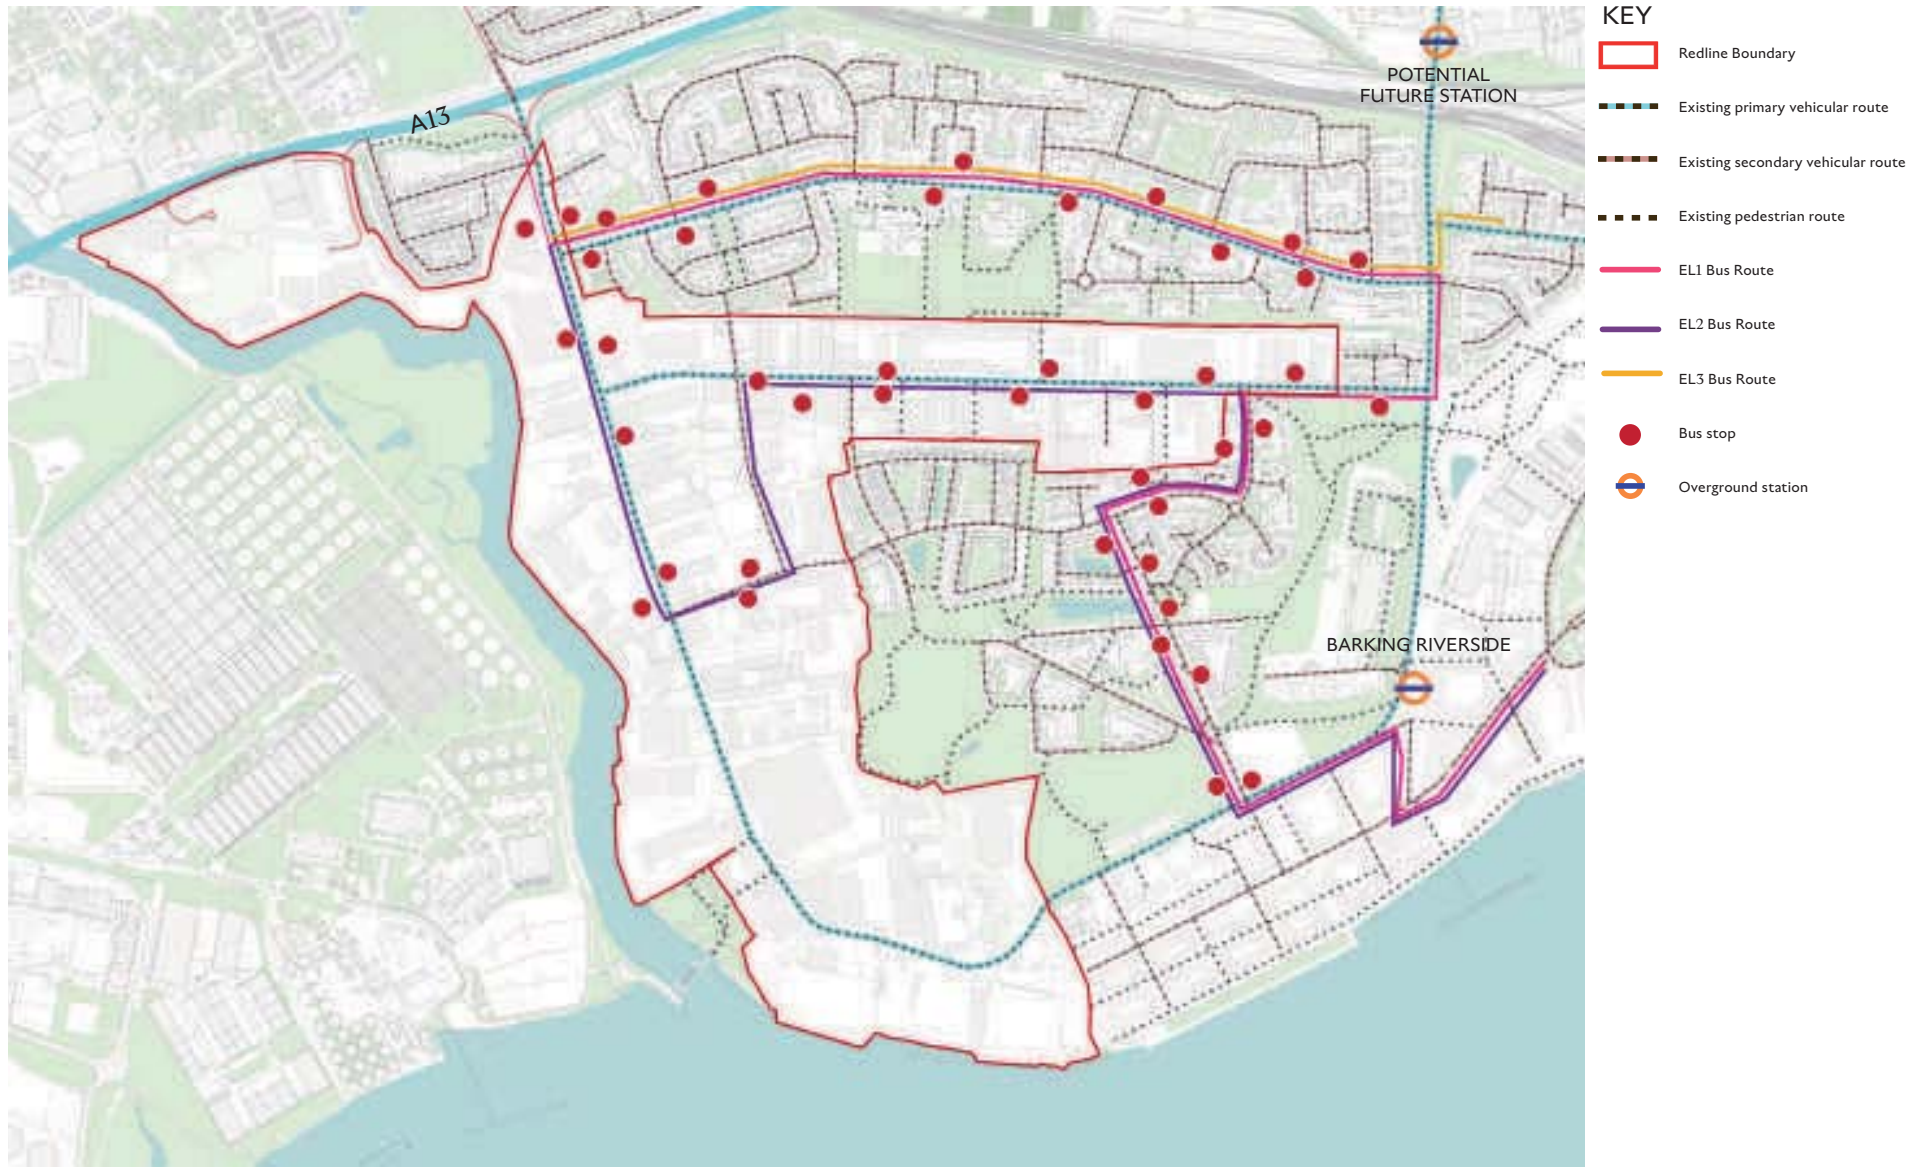 A13
POTENTIAL
FUTURE STATION
BARKING RIVERSIDE
KEY
Redline Boundary
Existing primary vehicular route
Existing secondary vehicular route
Existing pedestrian route
EL1 Bus Route
EL2 Bus Route
EL3 Bus Route
Bus stop
Overground station